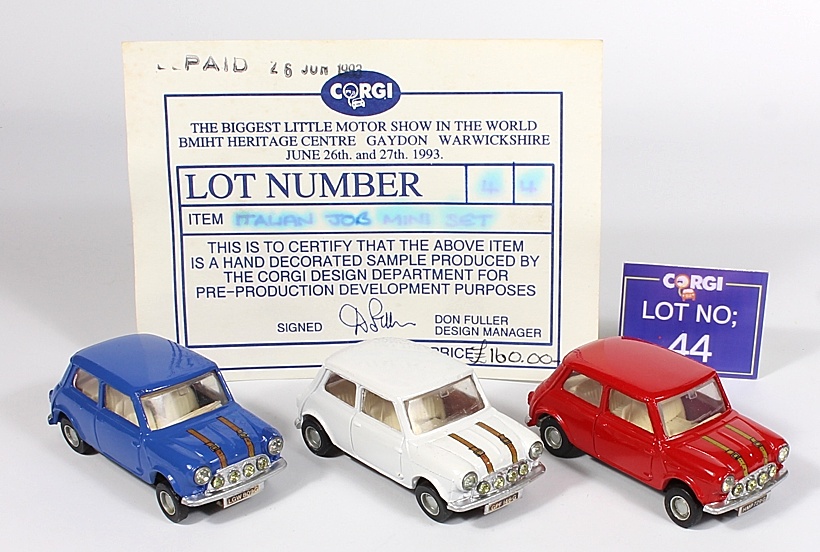 PAID 26 JUN 1993
CORGI
THE BIGGEST LITTLE MOTOR SHOW IN THE WORLD
BMIHT HERITAGE CENTRE GAYDON WARWICKSHIRE
JUNE 26th. and 27th. 1993.
LOT NUMBER 44
ITEM ITALIAN JOB MINI SET
THIS IS TO CERTIFY THAT THE ABOVE ITEM
IS A HAND DECORATED SAMPLE PRODUCED BY
THE CORGI DESIGN DEPARTMENT FOR
PRE-PRODUCTION DEVELOPMENT PURPOSES
SIGNED
DON FULLER
DESIGN MANAGER
PRICE £160.00
CORGI
LOT NO;
44